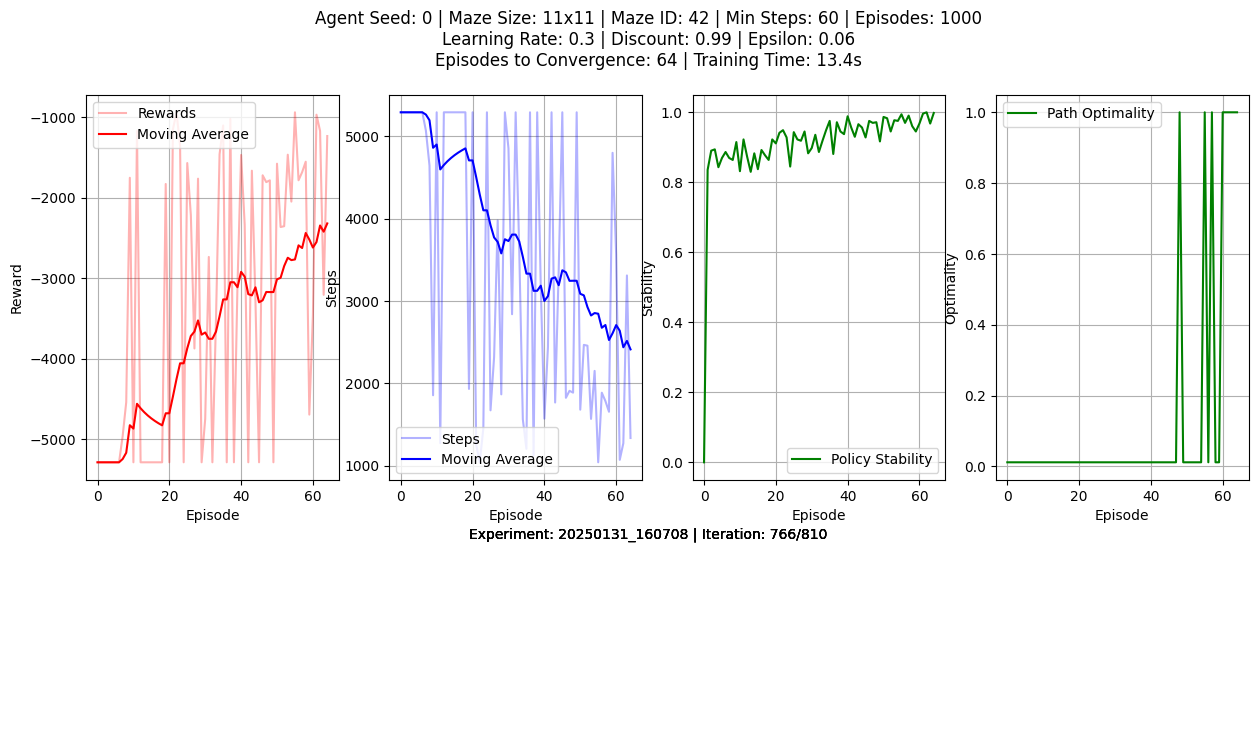 Agent Seed: 0 | Maze Size: 11x11 | Maze ID: 42 | Min Steps: 60 | Episodes: 1000
Learning Rate: 0.3 | Discount: 0.99 | Epsilon: 0.06
Episodes to Convergence: 64 | Training Time: 13.4s
Reward
−1000
−2000
−3000
−4000
−5000
Rewards
Moving Average
0 20 40 60
Episode
Steps
5000
4000
3000
2000
1000
Steps
Moving Average
0 20 40 60
Episode
Stability
1.0
0.8
0.6
0.4
0.2
0.0
Policy Stability
0 20 40 60
Episode
Optimality
1.0
0.8
0.6
0.4
0.2
0.0
Path Optimality
0 20 40 60
Episode
Experiment: 20250131_160708 | Iteration: 766/810